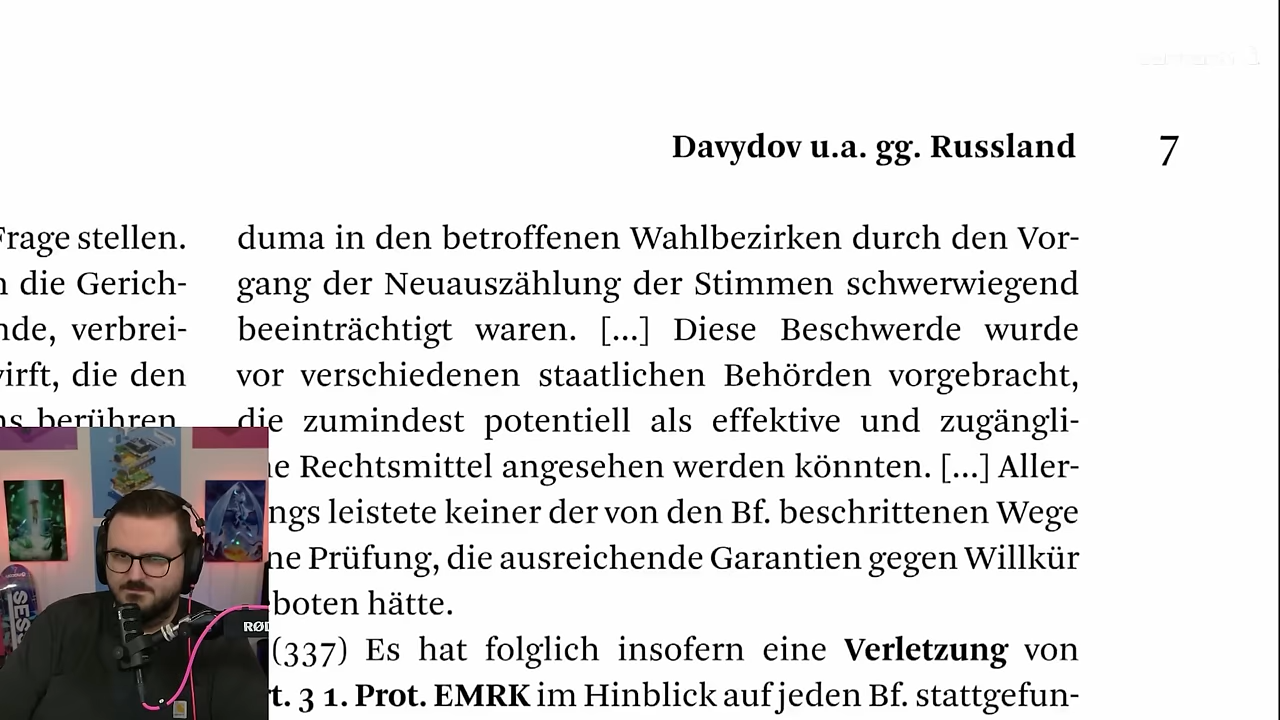 Davydov u.a. gg. Russland 7
Frage stellen.
die Gerich-
verbrei-
die den
berühren
duma in den betroffenen Wahlbezirken durch den Vor-
gang der Neuauszählung der Stimmen schwerwiegend
beeinträchtigt waren. [...] Diese Beschwerde wurde
vor verschiedenen staatlichen Behörden vorgebracht,
die zumindest potentiell als effektive und zugängli-
he Rechtsmittel angesehen werden könnten. [...] Aller-
ngs leistete keiner der von den Bf. beschrittenen Wege
ne Prüfung, die ausreichende Garantien gegen Willkür
boten hätte.
(337) Es hat folglich insofern eine Verletzung von
t. 3 1. Prot. EMRK im Hinblick auf jeden Bf. stattgefun-
SES
RØD